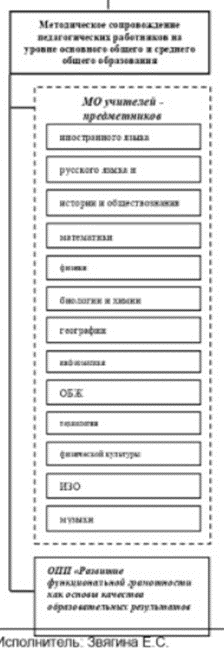 Методическое сопровождение
педагогических работников на
уровне основного общего и среднего
общего образования
МО учителей -
предметников
иностранного языка
русского языка и
истории и обществознания
математики
физики
биологии и химии
географии
информатики
ОБЖ
технологии
физической культуры
ИЗО
музыки
ОПП «Развитие
функциональной грамотности
как основы качества
образовательных результатов
Исполнитель: Звягина Е.С.